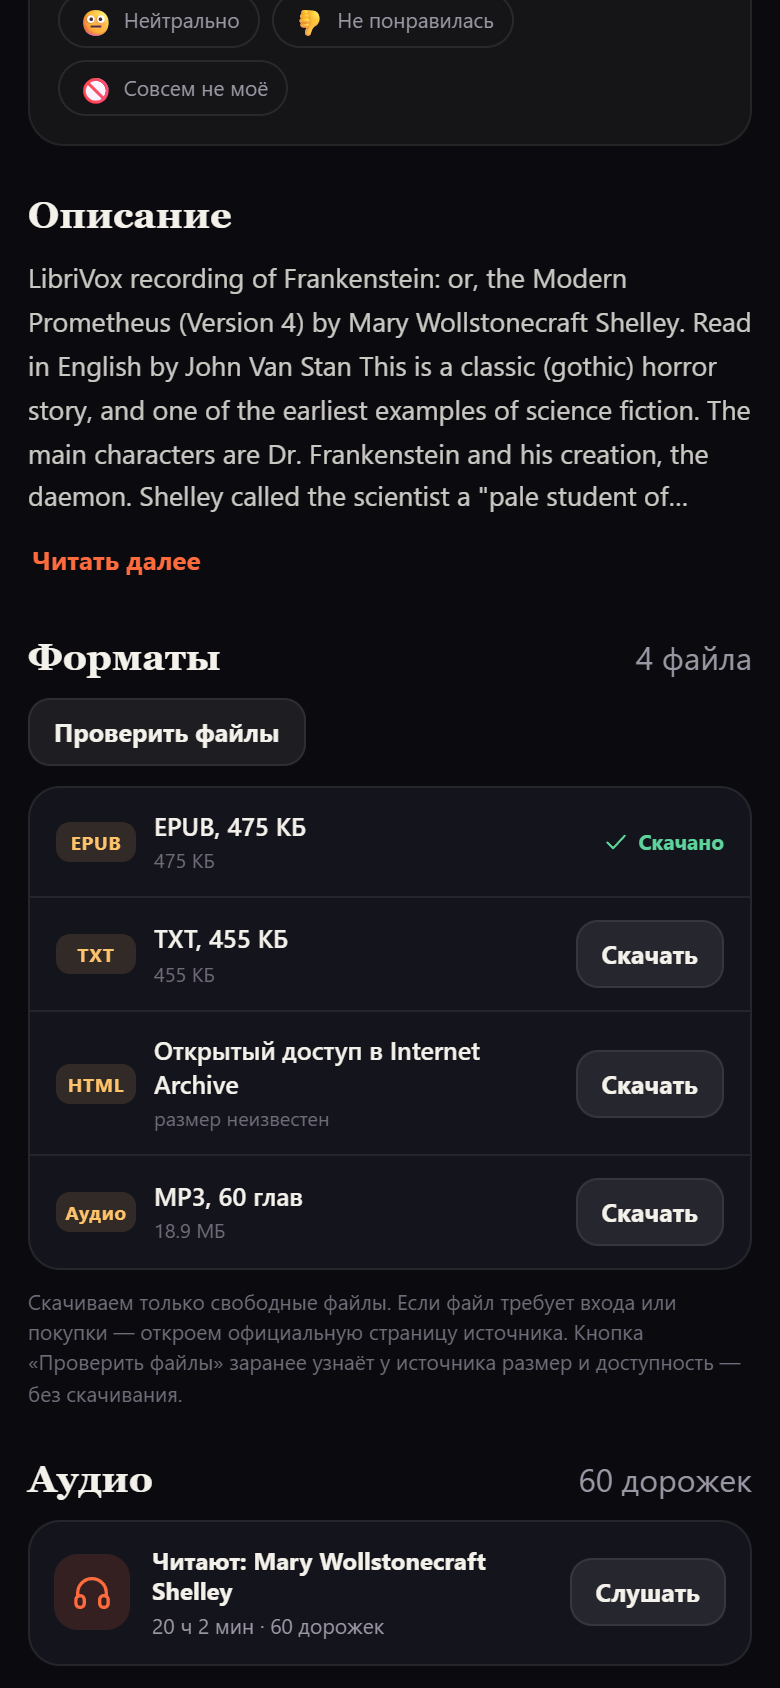 Нейтрально
Не понравилась
Совсем не моё
Описание
LibriVox recording of Frankenstein: or, the Modern
Prometheus (Version 4) by Mary Wollstonecraft Shelley. Read
in English by John Van Stan This is a classic (gothic) horror
story, and one of the earliest examples of science fiction. The
main characters are Dr. Frankenstein and his creation, the
daemon. Shelley called the scientist a "pale student of...
Читать далее
Форматы
4 файла
Проверить файлы
EPUB
EPUB, 475 КБ
475 КБ
Скачано
TXT
TXT, 455 КБ
455 КБ
Скачать
HTML
Открытый доступ в Internet
Archive
размер неизвестен
Скачать
Аудио
MP3, 60 глав
18.9 МБ
Скачать
Скачиваем только свободные файлы. Если файл требует входа или
покупки — откроем официальную страницу источника. Кнопка
«Проверить файлы» заранее узнаёт у источника размер и доступность —
без скачивания.
Аудио
60 дорожек
Читают: Mary Wollstonecraft
Shelley
20 ч 2 мин · 60 дорожек
Слушать